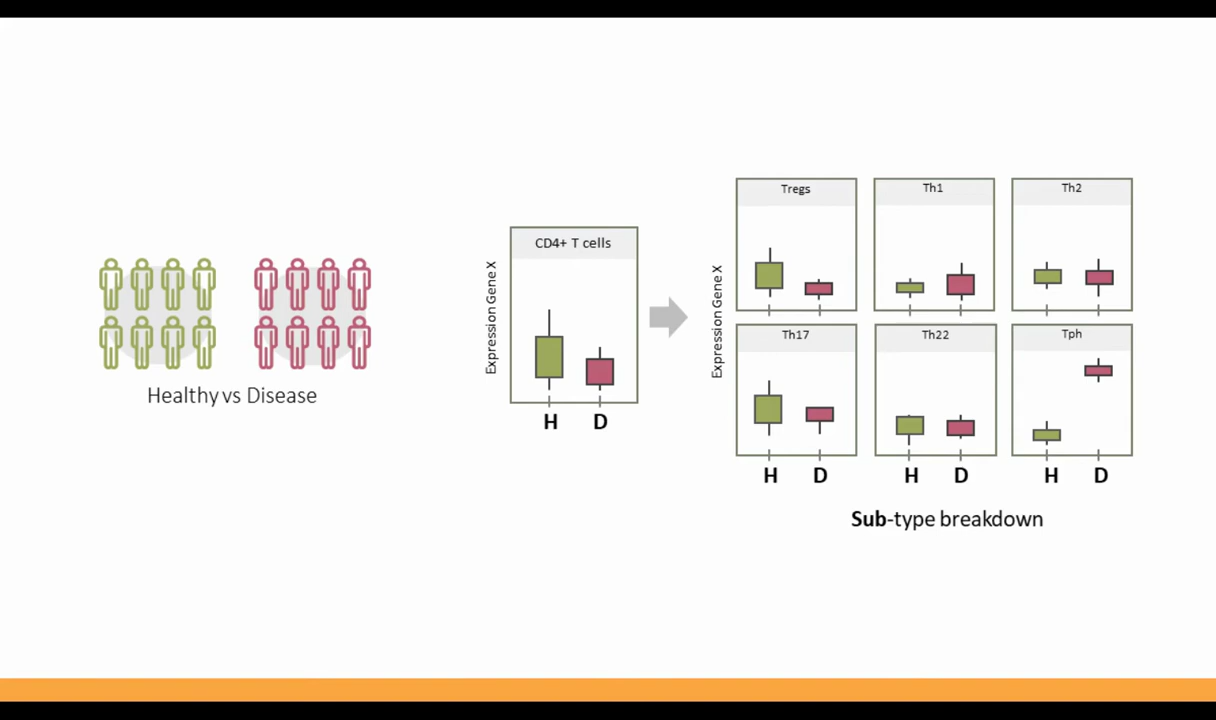 Healthy vs Disease
Expression Gene X
CD4+ T cells
H D
Expression Gene X
Tregs
Th1
Th2
Th17
Th22
Tph
H D
H D
H D
Sub-type breakdown